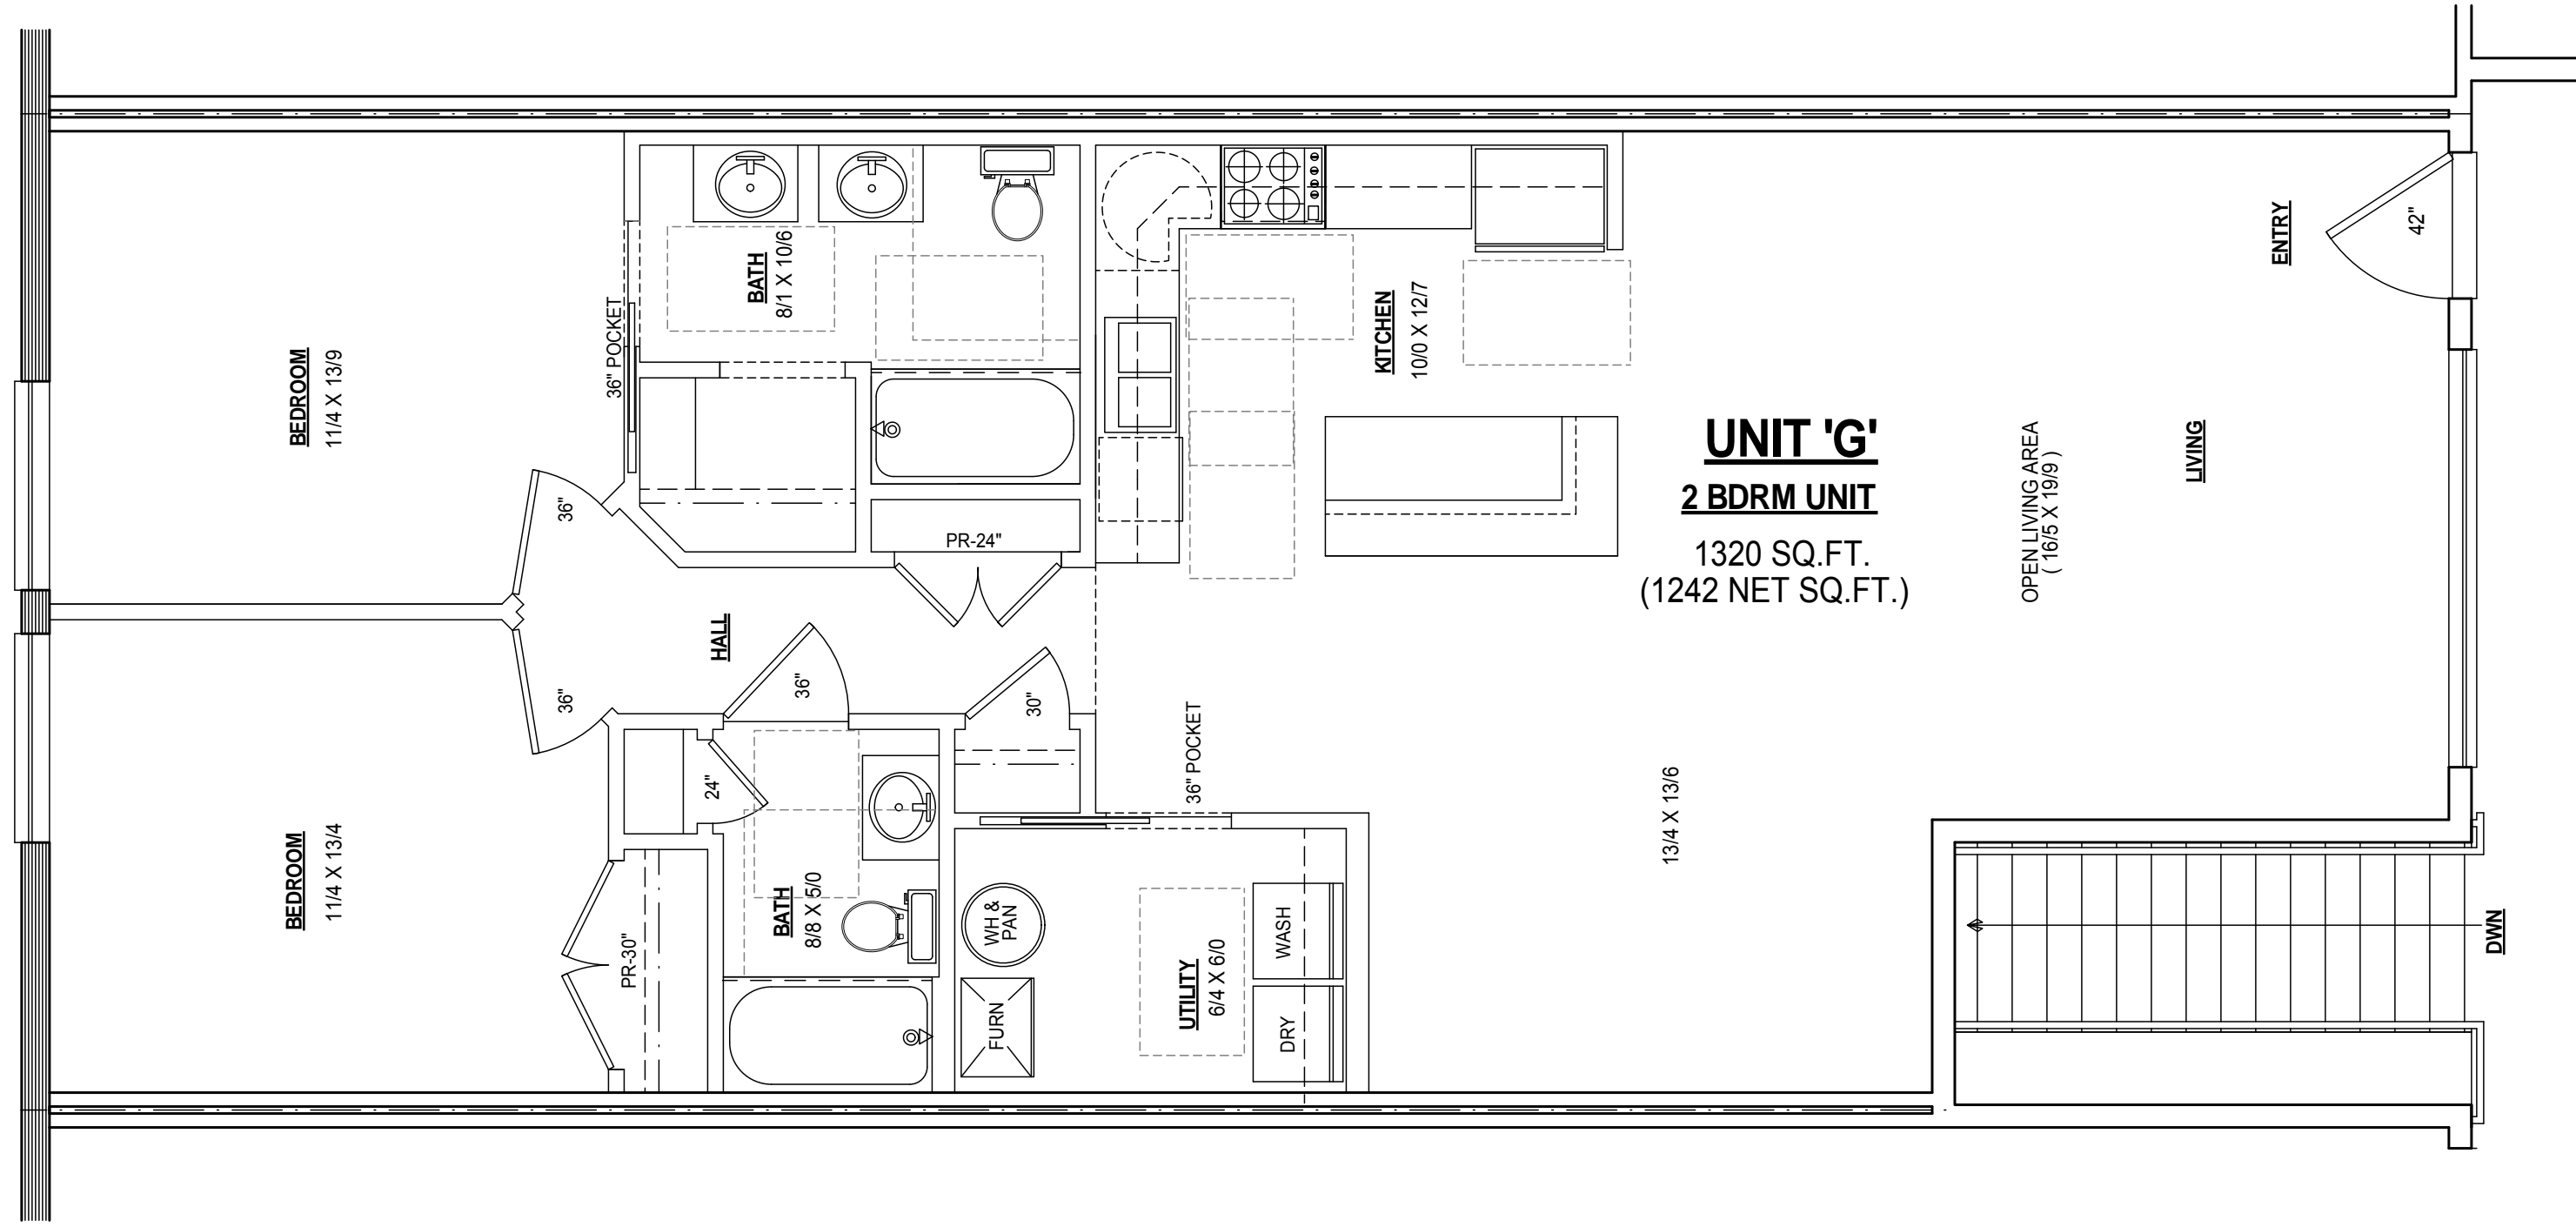 BEDROOM
11/4 X 13/9
36" POCKET
BATH
8/1 X 10/6
KITCHEN
10/0 X 12/7
ENTRY
42"
UNIT 'G'
2 BDRM UNIT
1320 SQ.FT.
(1242 NET SQ.FT.)
OPEN LIVING AREA
( 16/5 X 19/9 )
LIVING
36"
PR-24"
HALL
36"
36"
30"
36" POCKET
24"
13/4 X 13/6
BEDROOM
11/4 X 13/4
PR-30"
BATH
8/8 X 5/0
WH &
PAN
FURN
UTILITY
6/4 X 6/0
WASH
DRY
DWN